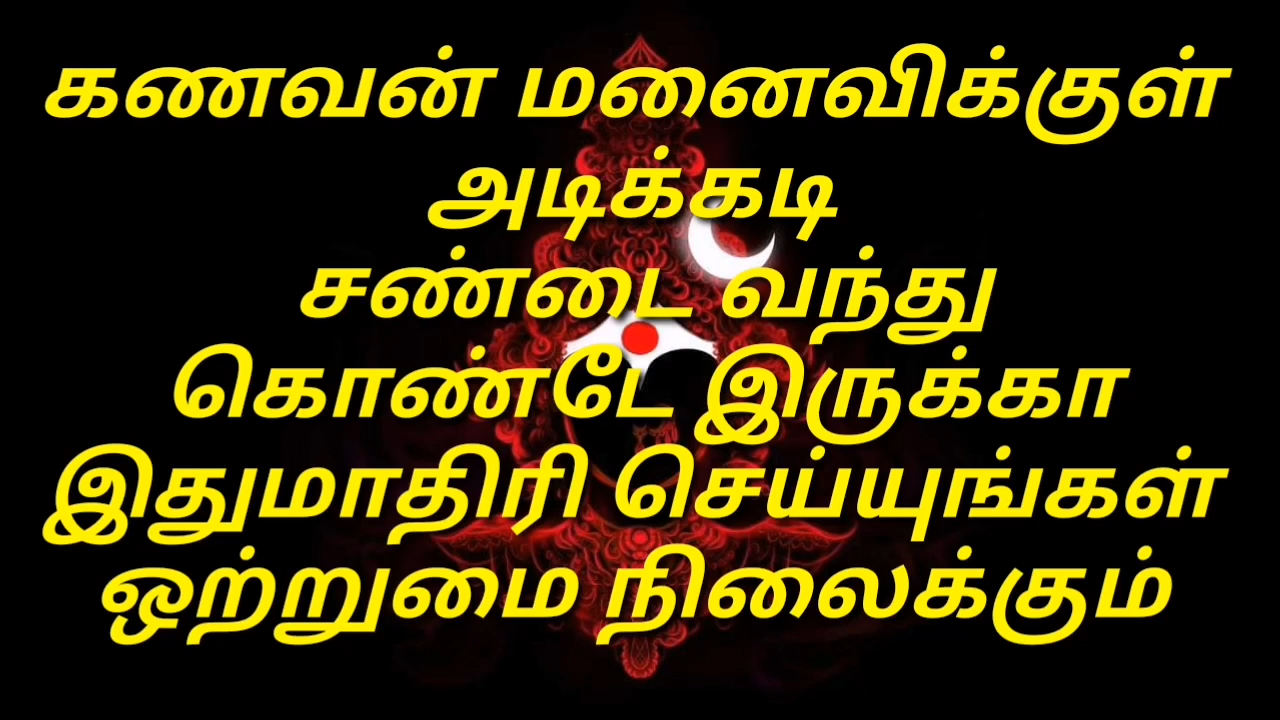 கணவன் மனைவிக்குள்
அடிக்கடி
சண்டை வந்து
கொண்டே இருக்கா
இதுமாதிரி செய்யுங்கள்
ஒற்றுமை நிலைக்கும்